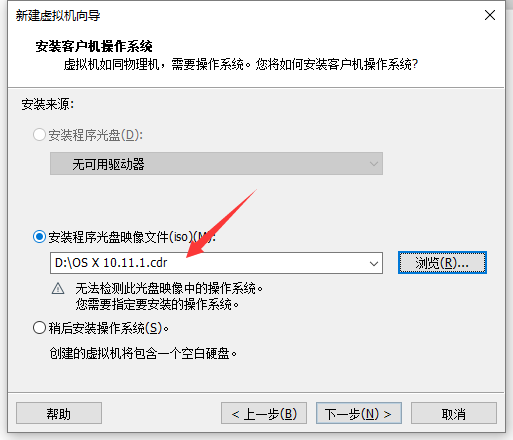 新建虚拟机向导
安装客户机操作系统
虚拟机如同物理机，需要操作系统。您将如何安装客户机操作系统?
安装来源:
安装程序光盘(D):
无可用驱动器
安装程序光盘映像文件(iso)(M):
D:\OS X 10.11.1.cdr
浏览(R)...
无法检测此光盘映像中的操作系统。
您需要指定要安装的操作系统。
稍后安装操作系统(S)。
创建的虚拟机将包含一个空白硬盘。
帮助
< 上一步(B)
下一步(N) >
取消